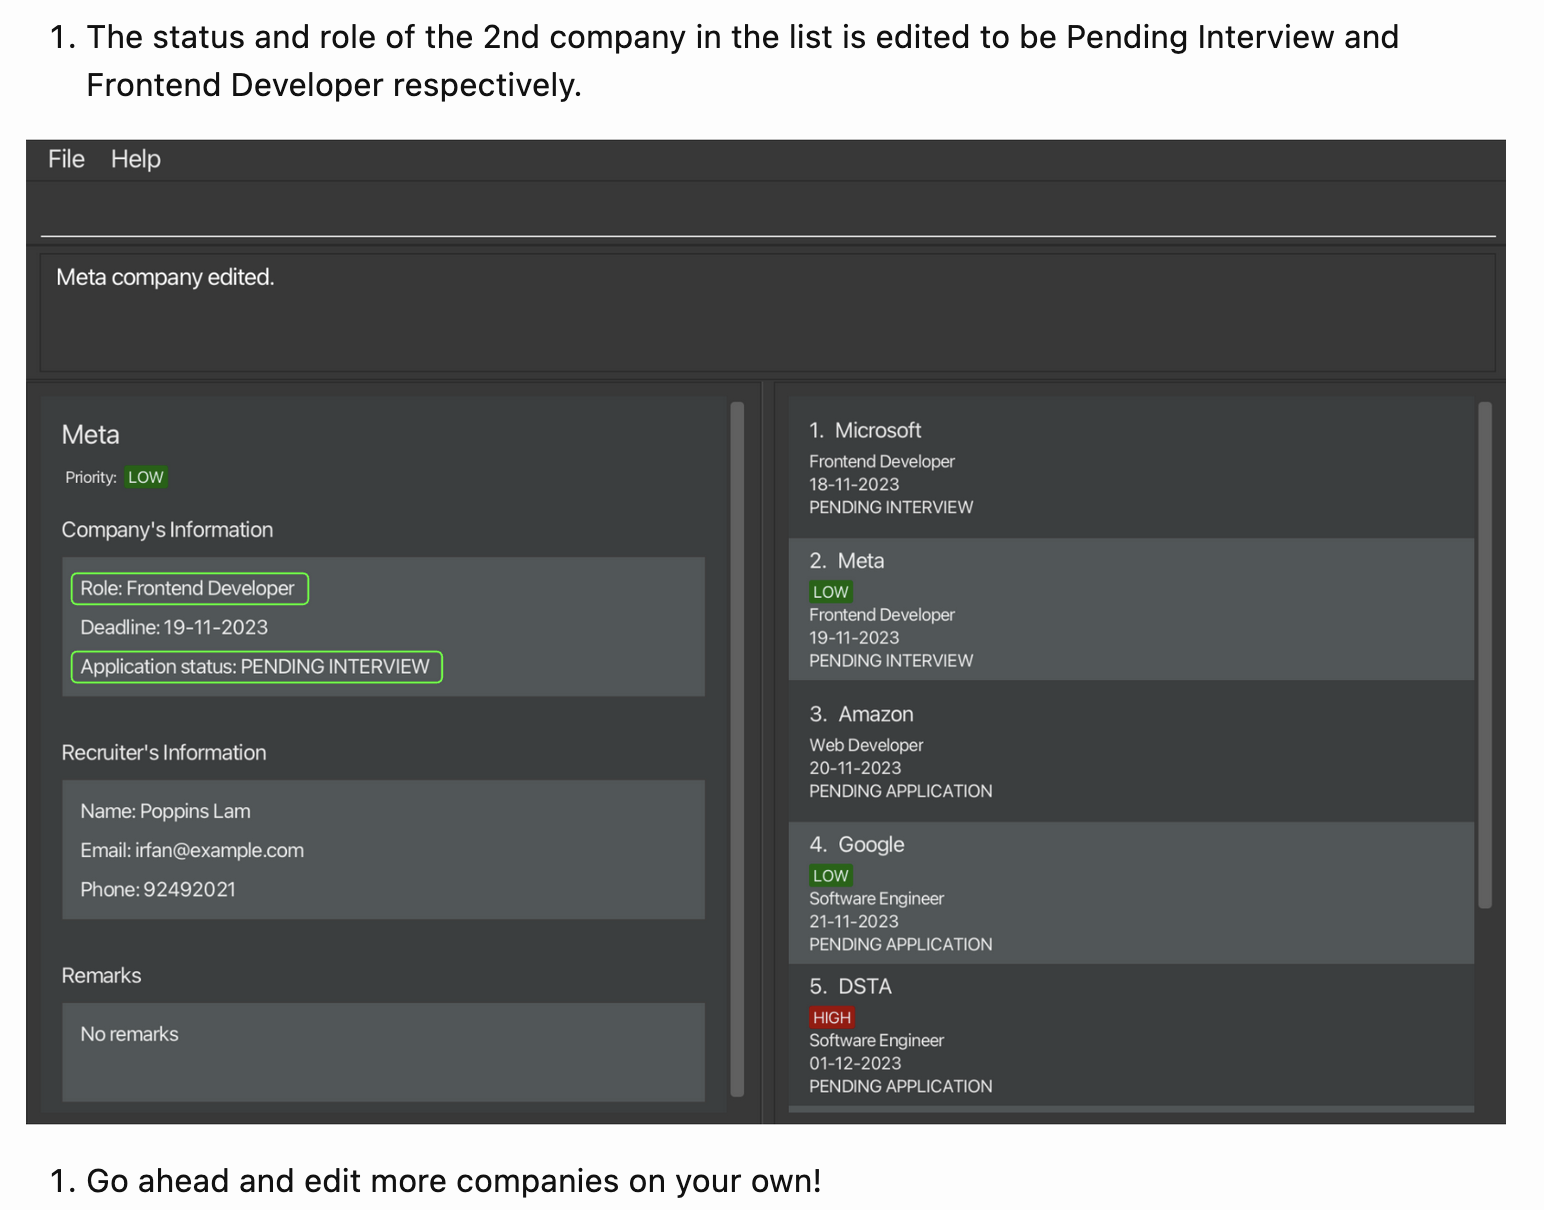 1. The status and role of the 2nd company in the list is edited to be Pending Interview and
Frontend Developer respectively.
File Help
Meta company edited.
Meta
Priority: LOW
Company's Information
Role: Frontend Developer
Deadline: 19-11-2023
Application status: PENDING INTERVIEW
Recruiter's Information
Name: Poppins Lam
Email: irfan@example.com
Phone: 92492021
Remarks
No remarks
1. Microsoft
Frontend Developer
18-11-2023
PENDING INTERVIEW
2. Meta
LOW
Frontend Developer
19-11-2023
PENDING INTERVIEW
3. Amazon
Web Developer
20-11-2023
PENDING APPLICATION
4. Google
LOW
Software Engineer
21-11-2023
PENDING APPLICATION
5. DSTA
HIGH
Software Engineer
01-12-2023
PENDING APPLICATION
1. Go ahead and edit more companies on your own!